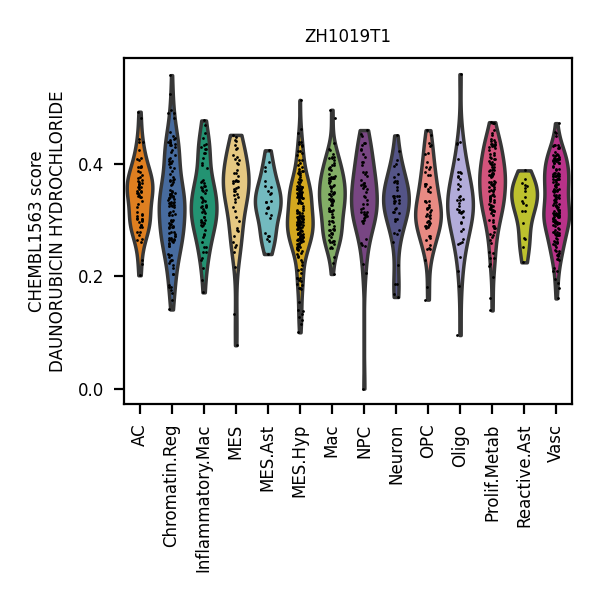 ZH1019T1
CHEMBL1563 score
DAUNORUBICIN HYDROCHLORIDE
0.4
0.2
0.0
AC
Chromatin.Reg
Inflammatory.Mac
MES
MES.Ast
MES.Hyp
Mac
NPC
Neuron
OPC
Oligo
Prolif.Metab
Reactive.Ast
Vasc